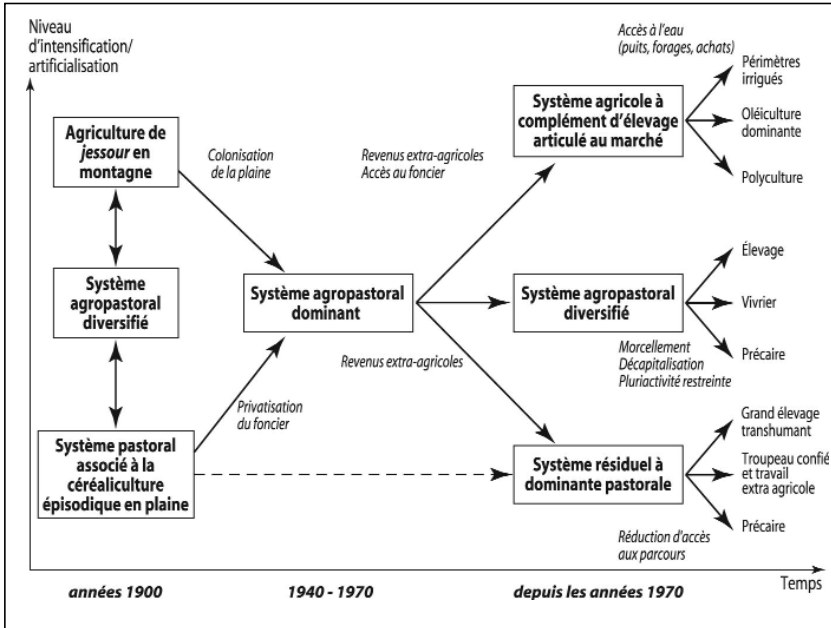 Niveau
d'intensification/
artificialisation
Accès à l'eau
(puits, forages, achats)
Périmètres
irrigués
Agriculture de
jessour en
montagne
Colonisation
de la plaine
Revenus extra-agricoles
Accès au foncier
Système agricole à
complément d'élevage
articulé au marché
Oléiculture
dominante
Polyculture
Système
agropastoral
diversifié
Système agropastoral
dominant
Système agropastoral
diversifié
Élevage
Vivrier
Précaire
Revenus extra-agricoles
Morcellement
Décapitalisation
Pluriactivité restreinte
Privatisation
du foncier
Système pastoral
associé à la
céréaliculture
épisodique en plaine
Système résiduel à
dominante pastorale
Grand élevage
transhumant
Troupeau confié
et travail
extra agricole
Précaire
Réduction d'accès
aux parcours
Temps
années 1900
1940 - 1970
depuis les années 1970